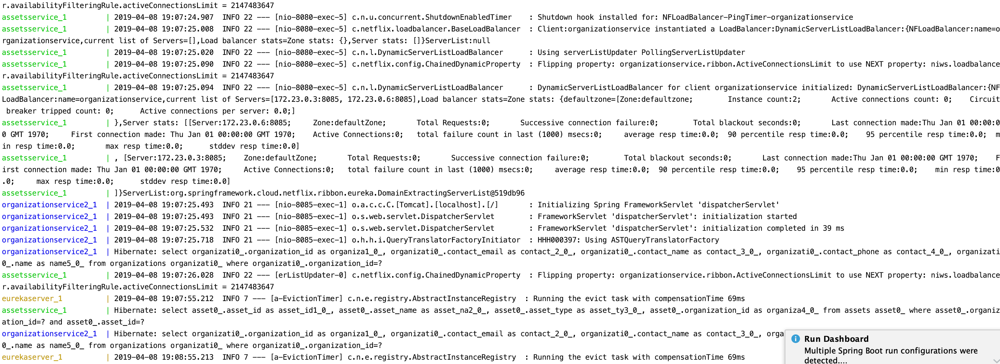 r.availabilityFilteringRule.activeConnectionsLimit = 2147483647
assetsservice_1         | 2019-04-08 19:07:24.907  INFO 22 --- [nio-8080-exec-5] c.n.u.concurrent.ShutdownEnabledTimer    : Shutdown hook installed for: NFLoadBalancer-PingTimer-organizationservice
assetsservice_1         | 2019-04-08 19:07:25.008  INFO 22 --- [nio-8080-exec-5] c.netflix.loadbalancer.BaseLoadBalancer  : Client:organizationservice instantiated a LoadBalancer:DynamicServerListLoadBalancer:{NFLoadBalancer:name=o
rganizationservice,current list of Servers=[],Load balancer stats=Zone stats: {},Server stats: []}ServerList:null
assetsservice_1         | 2019-04-08 19:07:25.020  INFO 22 --- [nio-8080-exec-5] c.n.l.DynamicServerListLoadBalancer      : Using serverListUpdater PollingServerListUpdater
assetsservice_1         | 2019-04-08 19:07:25.090  INFO 22 --- [nio-8080-exec-5] c.netflix.config.ChainedDynamicProperty  : Flipping property: organizationservice.ribbon.ActiveConnectionsLimit to use NEXT property: niws.loadbalance
r.availabilityFilteringRule.activeConnectionsLimit = 2147483647
assetsservice_1         | 2019-04-08 19:07:25.094  INFO 22 --- [nio-8080-exec-5] c.n.l.DynamicServerListLoadBalancer      : DynamicServerListLoadBalancer for client organizationservice initialized: DynamicServerListLoadBalancer:{NF
LoadBalancer:name=organizationservice,current list of Servers=[172.23.0.3:8085, 172.23.0.6:8085],Load balancer stats=Zone stats: {defaultzone=[Zone:defaultzone;        Instance count:2;       Active connections count: 0;    Circuit
 breaker tripped count: 0;      Active connections per server: 0.0;]
assetsservice_1         | },Server stats: [[Server:172.23.0.6:8085;     Zone:defaultZone;       Total Requests:0;       Successive connection failure:0;        Total blackout seconds:0;       Last connection made:Thu Jan 01 00:00:0
0 GMT 1970;     First connection made: Thu Jan 01 00:00:00 GMT 1970;    Active Connections:0;   total failure count in last (1000) msecs:0;     average resp time:0.0;  90 percentile resp time:0.0;    95 percentile resp time:0.0;  m
in resp time:0.0;       max resp time:0.0;      stddev resp time:0.0]
assetsservice_1         | , [Server:172.23.0.3:8085;    Zone:defaultZone;       Total Requests:0;       Successive connection failure:0;        Total blackout seconds:0;       Last connection made:Thu Jan 01 00:00:00 GMT 1970;    F
irst connection made: Thu Jan 01 00:00:00 GMT 1970;     Active Connections:0;   total failure count in last (1000) msecs:0;     average resp time:0.0;  90 percentile resp time:0.0;    95 percentile resp time:0.0;    min resp time:0
.0;     max resp time:0.0;      stddev resp time:0.0]
assetsservice_1         | ]}ServerList:org.springframework.cloud.netflix.ribbon.eureka.DomainExtractingServerList@519db96
organizationservice2_1  | 2019-04-08 19:07:25.493  INFO 21 --- [nio-8085-exec-1] o.a.c.c.C.[Tomcat].[localhost].[/]       : Initializing Spring FrameworkServlet 'dispatcherServlet'
organizationservice2_1  | 2019-04-08 19:07:25.493  INFO 21 --- [nio-8085-exec-1] o.s.web.servlet.DispatcherServlet        : FrameworkServlet 'dispatcherServlet': initialization started
organizationservice2_1  | 2019-04-08 19:07:25.532  INFO 21 --- [nio-8085-exec-1] o.s.web.servlet.DispatcherServlet        : FrameworkServlet 'dispatcherServlet': initialization completed in 39 ms
organizationservice2_1  | 2019-04-08 19:07:25.718  INFO 21 --- [nio-8085-exec-1] o.h.h.i.QueryTranslatorFactoryInitiator  : HHH000397: Using ASTQueryTranslatorFactory
organizationservice2_1  | Hibernate: select organizati0_.organization_id as organiza1_0_, organizati0_.contact_email as contact_2_0_, organizati0_.contact_name as contact_3_0_, organizati0_.contact_phone as contact_4_0_, organizati
0_.name as name5_0_ from organizations organizati0_ where organizati0_.organization_id=?
assetsservice_1         | 2019-04-08 19:07:26.028  INFO 22 --- [erListUpdater-0] c.netflix.config.ChainedDynamicProperty  : Flipping property: organizationservice.ribbon.ActiveConnectionsLimit to use NEXT property: niws.loadbalance
r.availabilityFilteringRule.activeConnectionsLimit = 2147483647
eurekaserver_1          | 2019-04-08 19:07:55.212  INFO 7 --- [a-EvictionTimer] c.n.e.registry.AbstractInstanceRegistry  : Running the evict task with compensationTime 69ms
assetsservice_1         | Hibernate: select asset0_.asset_id as asset_id1_0_, asset0_.asset_name as asset_na2_0_, asset0_.asset_type as asset_ty3_0_, asset0_.organization_id as organiza4_0_ from assets asset0_ where asset0_.organiz
ation_id=? and asset0_.asset_id=?
organizationservice2_1  | Hibernate: select organizati0_.organization_id as organiza1_0_, organizati0_.contact_email as contact_2_0_, organizati0_.contact_name as contact_3_0_, orga
0_.name as name5_0_ from organizations organizati0_ where organizati0_.organization_id=?
eurekaserver_1          | 2019-04-08 19:08:55.213  INFO 7 --- [a-EvictionTimer] c.n.e.registry.AbstractInstanceRegistry  : Running the evict task with compensationTime 69ms
Run Dashboard
Multiple Spring Boot run configurations were
detected....